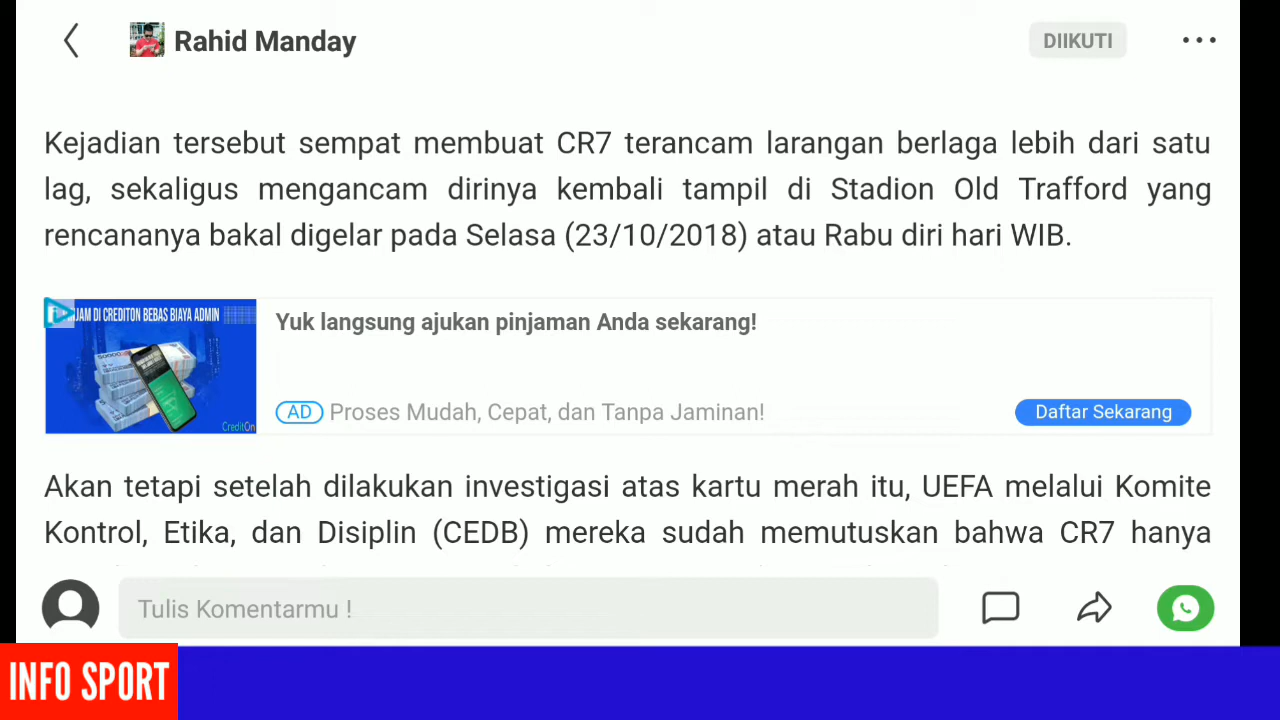 Rahid Manday
DIIKUTI
Kejadian tersebut sempat membuat CR7 terancam larangan berlaga lebih dari satu
lag, sekaligus mengancam dirinya kembali tampil di Stadion Old Trafford yang
rencananya bakal digelar pada Selasa (23/10/2018) atau Rabu diri hari WIB.
JAM DI CREDITON BEBAS BIAYA ADMIN
CreditOn
Yuk langsung ajukan pinjaman Anda sekarang!
AD Proses Mudah, Cepat, dan Tanpa Jaminan!
Daftar Sekarang
Akan tetapi setelah dilakukan investigasi atas kartu merah itu, UEFA melalui Komite
Kontrol, Etika, dan Disiplin (CEDB) mereka sudah memutuskan bahwa CR7 hanya
Tulis Komentarmu !
INFO SPORT